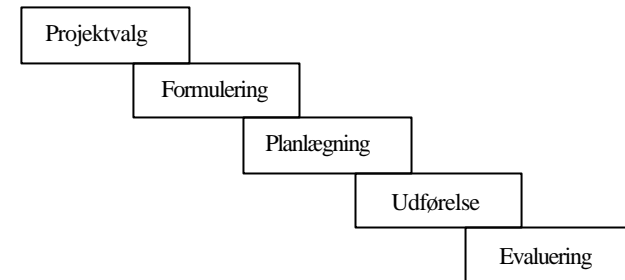 Projektvalg
Formulering
Planlægning
Udførelse
Evaluering